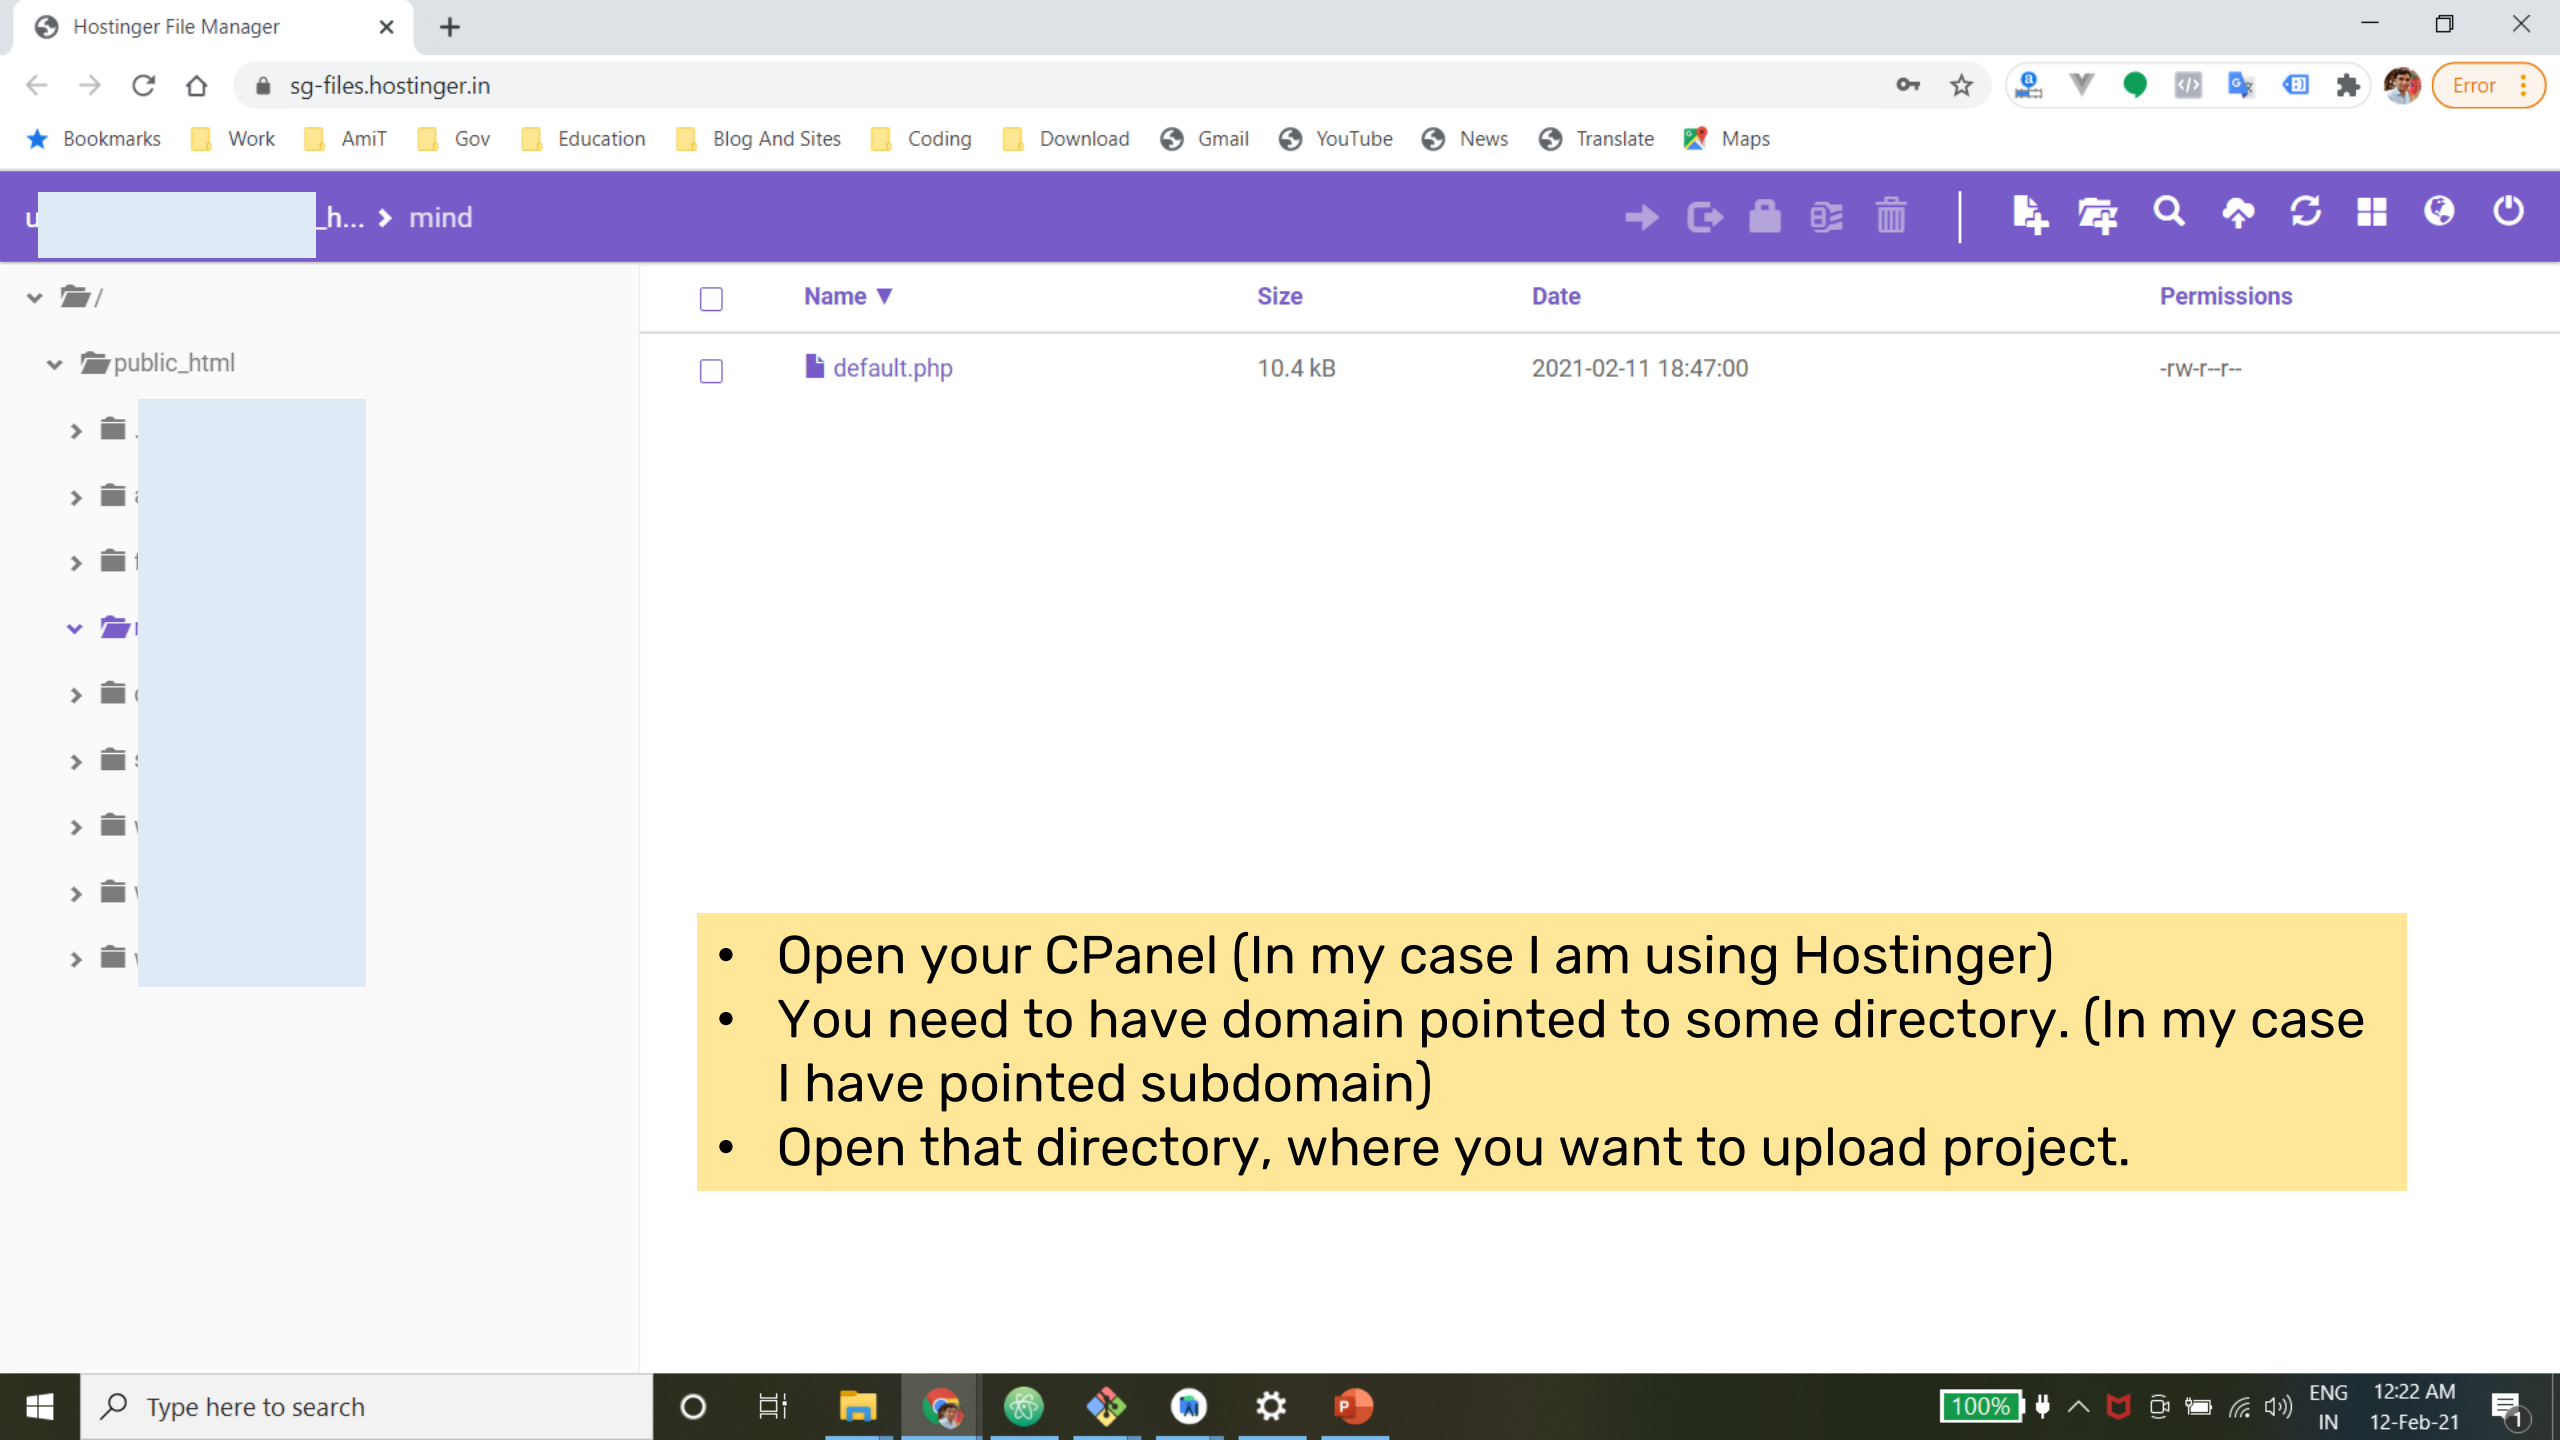 Hostinger File Manager
sg-files.hostinger.in
Error
Bookmarks Work AmiT Gov Education Blog And Sites Coding Download Gmail YouTube News Translate Maps
_h... mind
/
Name ▼ Size Date Permissions
public_html
default.php 10.4 kB 2021-02-11 18:47:00 -rw-r--r--
• Open your CPanel (In my case I am using Hostinger)
• You need to have domain pointed to some directory. (In my case
I have pointed subdomain)
• Open that directory, where you want to upload project.
Type here to search
100%
ENG
IN
12:22 AM
12-Feb-21
1